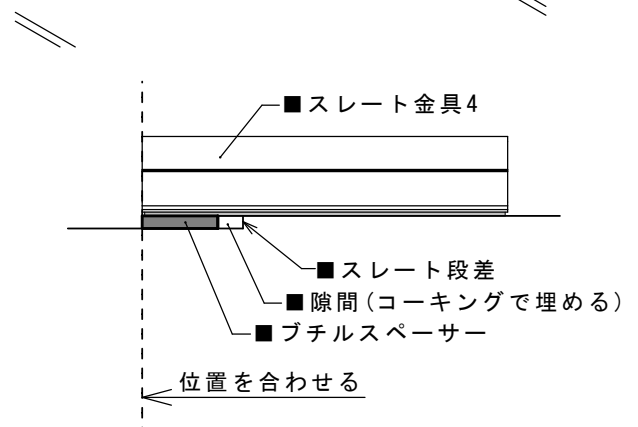 ■スレート金具4
■スレート段差
■隙間(コーキングで埋める)
■ブチルスペーサー
位置を合わせる